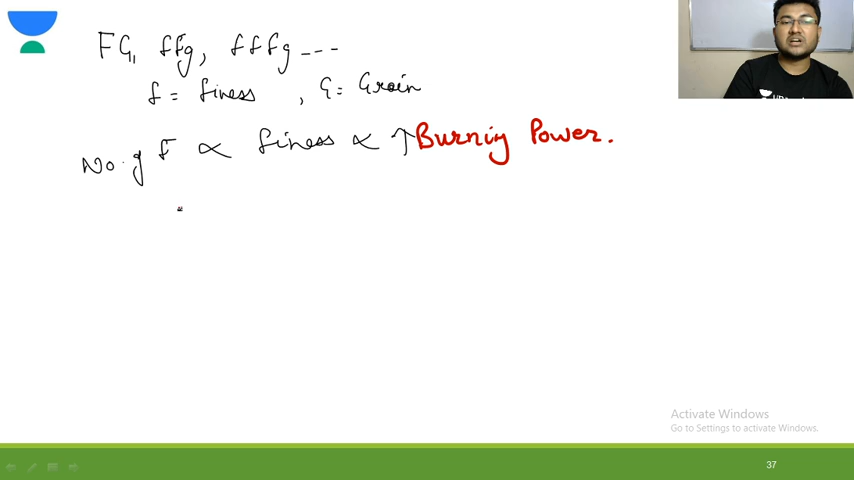 FG, ffg, fffg ---
f = finess , G = Grain
No. of F ∝ finess ∝ ↑ Burning Power.
Activate Windows
Go to Settings to activate Windows.
37